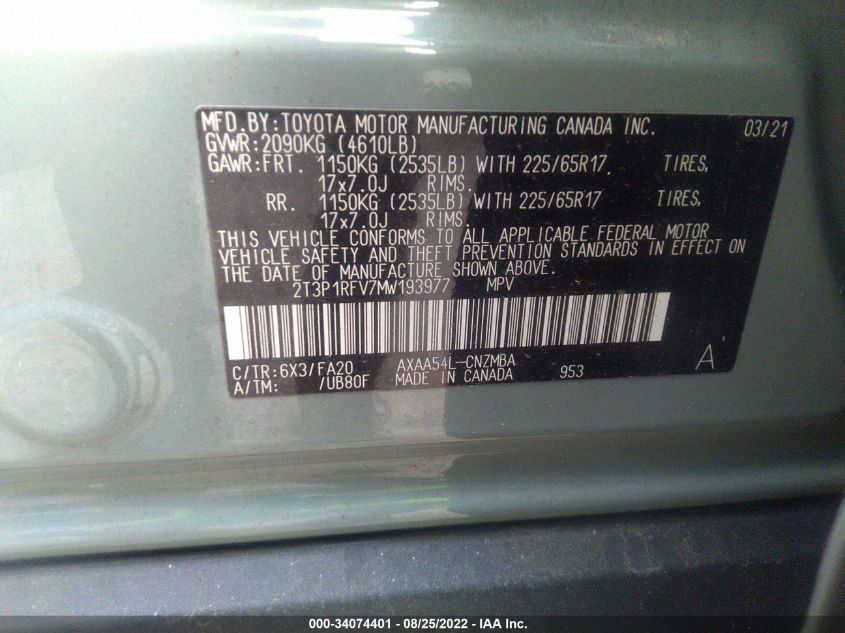 MFD.BY:TOYOTA MOTOR MANUFACTURING CANADA INC. 03/21
GVWR:2090KG (4610LB)
GAWR:FRT. 1150KG (2535LB) WITH 225/65R17. TIRES,
17x7.0J RIMS.
RR. 1150KG (2535LB) WITH 225/65R17 TIRES,
17x7.0J RIMS.
THIS VEHICLE CONFORMS TO ALL APPLICABLE FEDERAL MOTOR
VEHICLE SAFETY AND THEFT PREVENTION STANDARDS IN EFFECT ON
THE DATE OF MANUFACTURE SHOWN ABOVE.
2T3P1RFV7MW193977 MPV
C/TR:6X3/FA20 AXAA54L-CNZMBA A
A/TM: /UB80F MADE IN CANADA 953
000-34074401 - 08/25/2022 - IAA Inc.